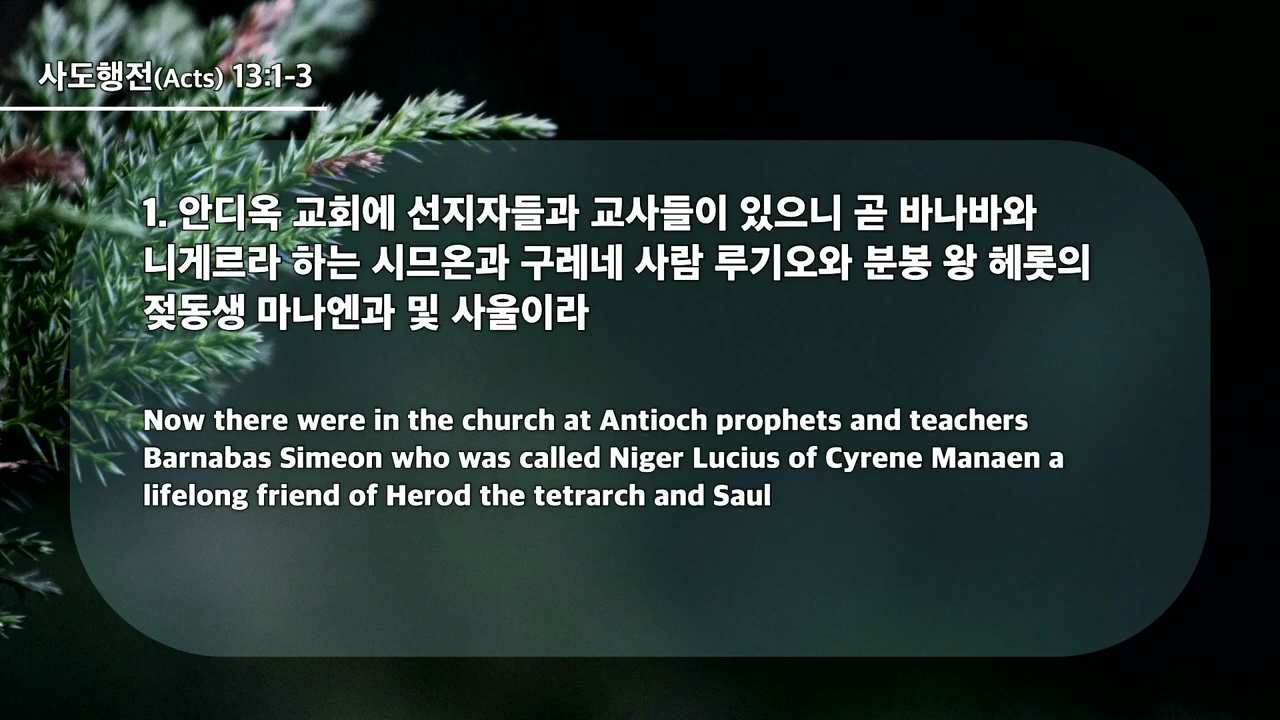 사도행전(Acts) 13:1-3
1. 안디옥 교회에 선지자들과 교사들이 있으니 곧 바나바와
니게르라 하는 시므온과 구레네 사람 루기오와 분봉 왕 헤롯의
젖동생 마나엔과 및 사울이라
Now there were in the church at Antioch prophets and teachers
Barnabas Simeon who was called Niger Lucius of Cyrene Manaen a
lifelong friend of Herod the tetrarch and Saul